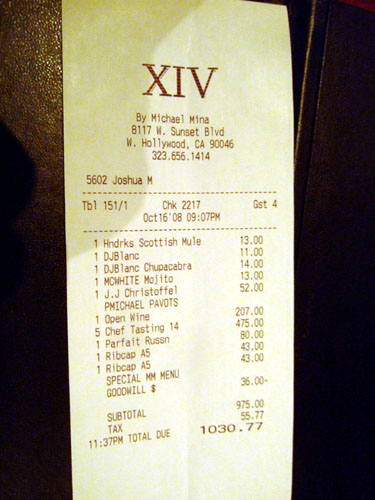 XIV
By Michael Mina
8117 W. Sunset Blvd
W. Hollywood, CA 90046
323.656.1414
5602 Joshua M
Tbl 151/1 Chk 2217 Gst 4
Oct16'08 09:07PM
1 Hndrks Scottish Mule 13.00
1 DJBlanc 11.00
1 DJBlanc Chupacabra 14.00
1 MCWHITE Mojito 13.00
1 J.J Christoffel 52.00
PMICHAEL PAVOTS
1 Open Wine 207.00
5 Chef Tasting 14 475.00
1 Parfait Russn 80.00
1 Ribcap A5 43.00
1 Ribcap A5 43.00
SPECIAL MM MENU
GOODWILL $ 36.00-
SUBTOTAL 975.00
TAX 55.77
11:37PM TOTAL DUE 1030.77